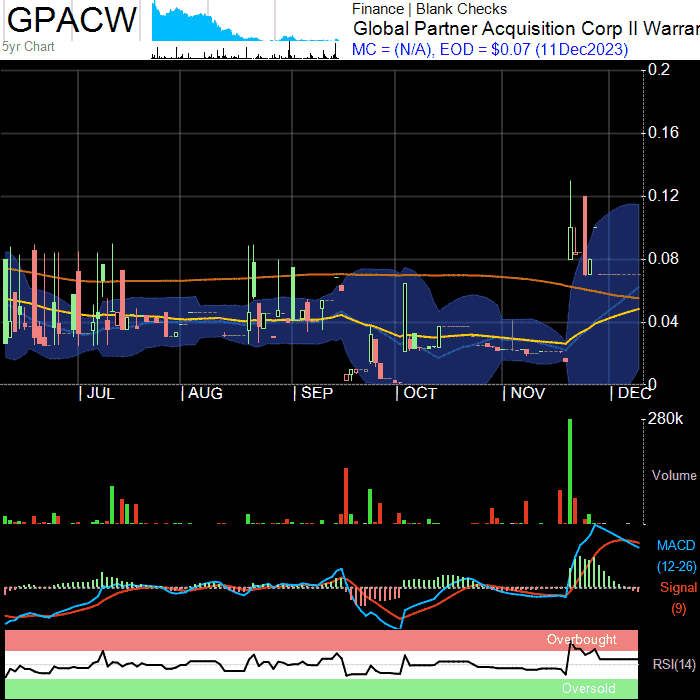 GPACW
5yr Chart
Finance | Blank Checks
Global Partner Acquisition Corp II Warrar
MC = (N/A), EOD = $0.07 (11Dec2023)
0.2
0.16
0.12
0.08
0.04
0
| JUL | AUG | SEP | OCT | NOV | DEC
280k
Volume
MACD
(12-26)
Signal
(9)
Overbought
RSI(14)
Oversold